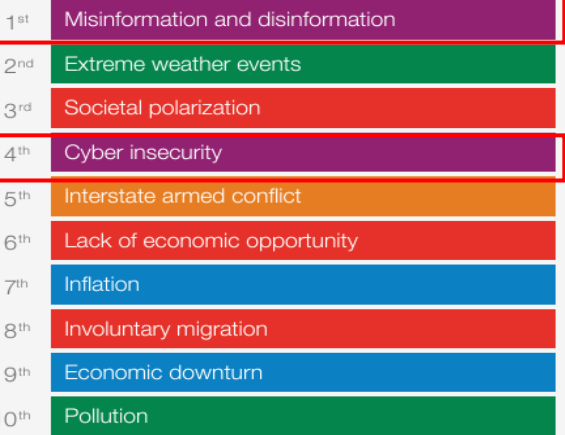 1st Misinformation and disinformation
2nd Extreme weather events
3rd Societal polarization
4th Cyber insecurity
5th Interstate armed conflict
6th Lack of economic opportunity
7th Inflation
8th Involuntary migration
9th Economic downturn
0th Pollution